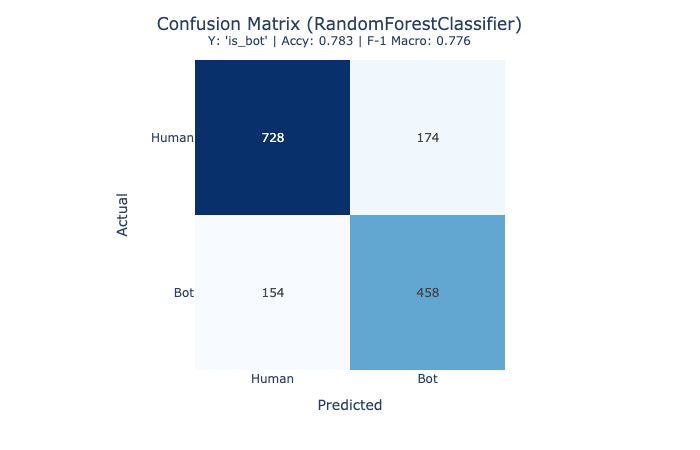 Confusion Matrix (RandomForestClassifier)
Y: 'is_bot' | Accy: 0.783 | F-1 Macro: 0.776
Actual
Human 728 174
Bot 154 458
Human Bot
Predicted